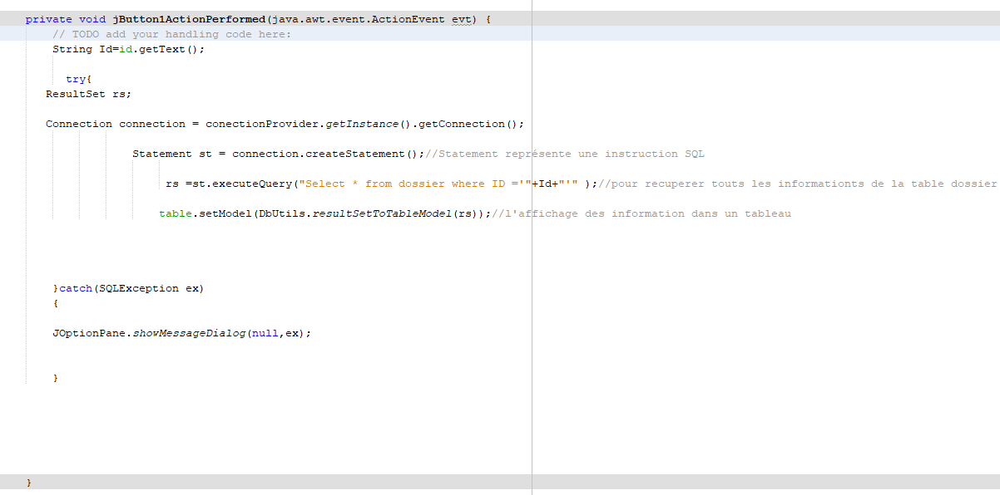 private void jButton1ActionPerformed(java.awt.event.ActionEvent evt) {
// TODO add your handling code here:
String Id=id.getText();
try{
ResultSet rs;
Connection connection = conectionProvider.getInstance().getConnection();
Statement st = connection.createStatement();//Statement représente une instruction SQL
rs =st.executeQuery("Select * from dossier where ID ='"+Id+"'" );//pour recuperer touts les informationts de la table dossier
table.setModel(DbUtils.resultSetToTableModel(rs));//l'affichage des information dans un tableau
}catch(SQLException ex)
{
JOptionPane.showMessageDialog(null,ex);
}
}